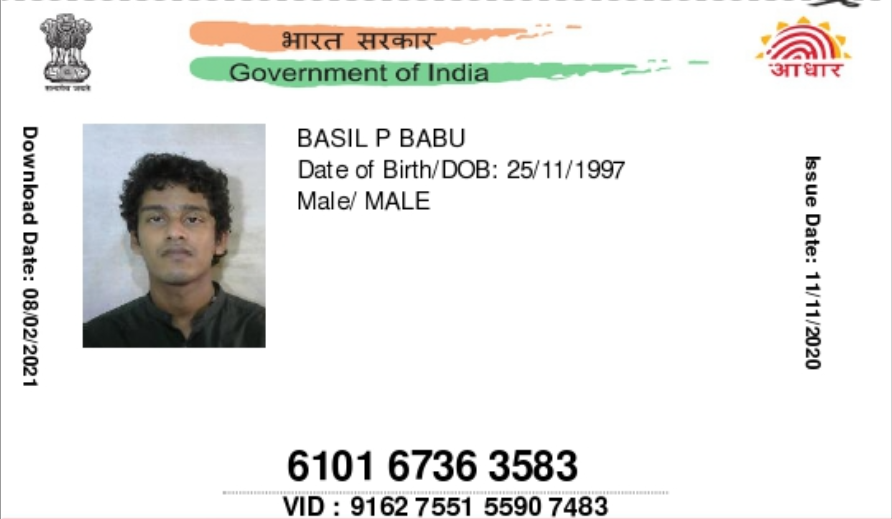 भारत सरकार
Government of India
सत्यमेव जयते
आधार
Download Date: 08/02/2021
BASIL P BABU
Date of Birth/DOB: 25/11/1997
Male/ MALE
Issue Date: 11/11/2020
6101 6736 3583
VID : 9162 7551 5590 7483